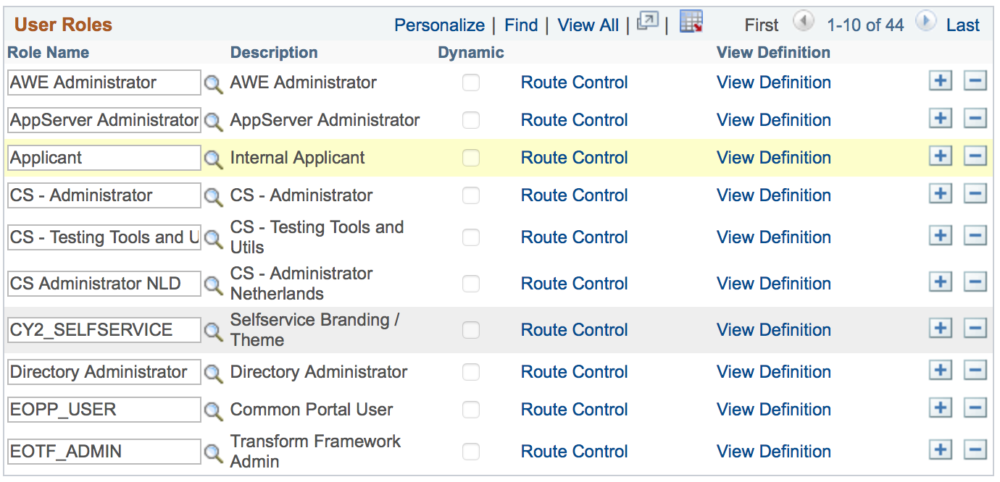 User Roles Personalize | Find | View All | | First 1-10 of 44 Last
Role Name Description Dynamic View Definition
AWE Administrator AWE Administrator Route Control View Definition
AppServer Administrator AppServer Administrator Route Control View Definition
Applicant Internal Applicant Route Control View Definition
CS - Administrator CS - Administrator Route Control View Definition
CS - Testing Tools and U CS - Testing Tools and Route Control View Definition
Utils
CS Administrator NLD CS - Administrator Route Control View Definition
Netherlands
CY2_SELFSERVICE Selfservice Branding / Route Control View Definition
Theme
Directory Administrator Directory Administrator Route Control View Definition
EOPP_USER Common Portal User Route Control View Definition
EOTF_ADMIN Transform Framework Route Control View Definition
Admin